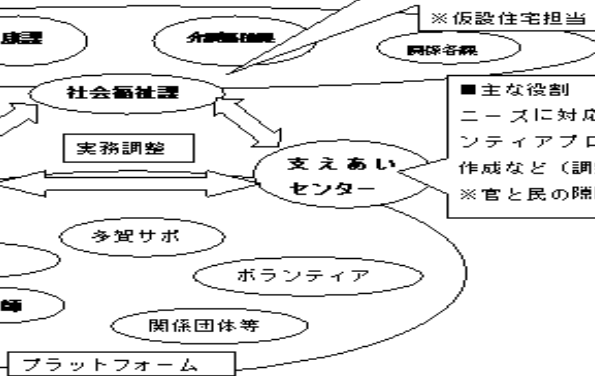 ※仮設住宅担当
康課
介護福祉課
関係各課
社会福祉課
■主な役割
ニーズに対応
ンティアプロ
作成など(調
※官と民の隙間
実務調整
支えあい
センター
多賀サポ
ボランティア
師
関係団体等
プラットフォーム